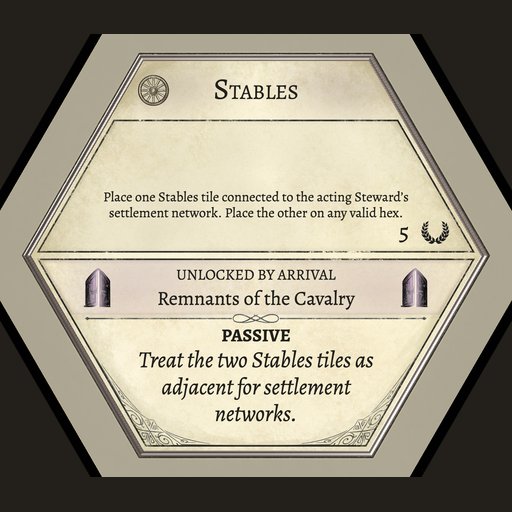 Stables
Place one Stables tile connected to the acting Steward's
settlement network. Place the other on any valid hex.
5
UNLOCKED BY ARRIVAL
Remnants of the Cavalry
PASSIVE
Treat the two Stables tiles as
adjacent for settlement
networks.